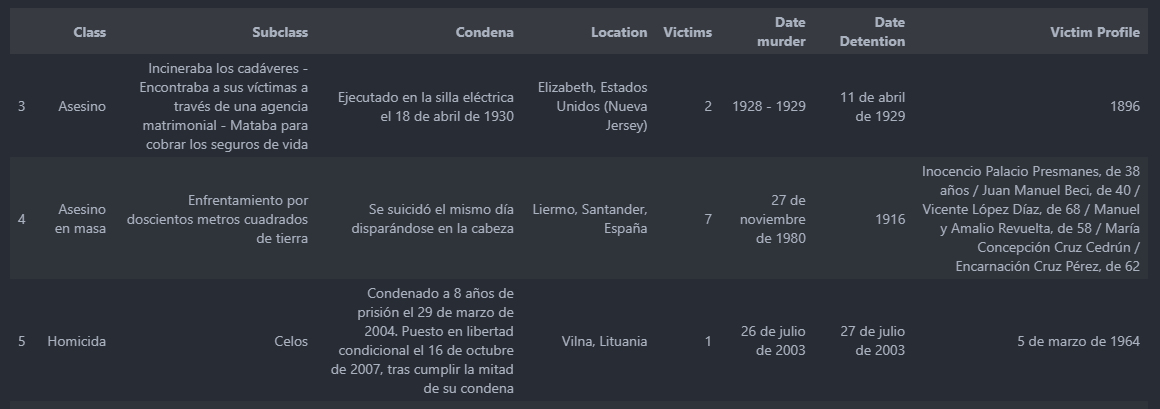 Class Subclass Condena Location Victims Date murder Date Detention Victim Profile
3 Asesino Incineraba los cadáveres - Encontraba a sus víctimas a través de una agencia matrimonial - Mataba para cobrar los seguros de vida Ejecutado en la silla eléctrica el 18 de abril de 1930 Elizabeth, Estados Unidos (Nueva Jersey) 2 1928 - 1929 11 de abril de 1929 1896
4 Asesino en masa Enfrentamiento por doscientos metros cuadrados de tierra Se suicidó el mismo día disparándose en la cabeza Liermo, Santander, España 7 27 de noviembre de 1980 1916 Inocencio Palacio Presmanes, de 38 años / Juan Manuel Beci, de 40 / Vicente López Díaz, de 68 / Manuel y Amalio Revuelta, de 58 / María Concepción Cruz Cedrún / Encarnación Cruz Pérez, de 62
5 Homicida Celos Condenado a 8 años de prisión el 29 de marzo de 2004. Puesto en libertad condicional el 16 de octubre de 2007, tras cumplir la mitad de su condena Vilna, Lituania 1 26 de julio de 2003 27 de julio de 2003 5 de marzo de 1964